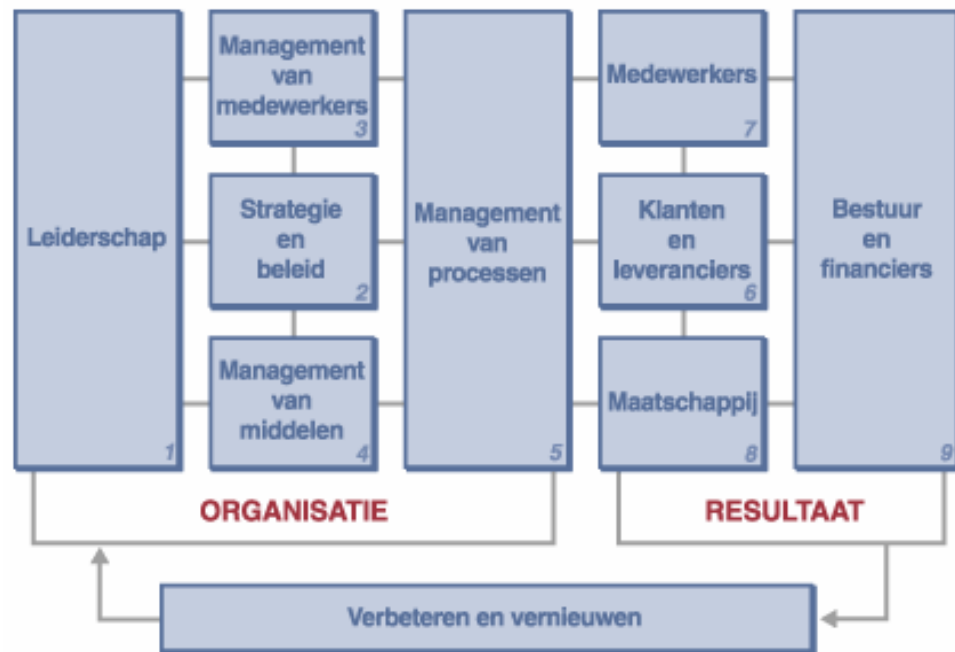 Leiderschap
1
Management
van
medewerkers
3
Strategie
en
beleid
2
Management
van
middelen
4
Management
van
processen
5
Medewerkers
7
Klanten
en
leveranciers
6
Maatschappij
8
Bestuur
en
financiers
9
ORGANISATIE
RESULTAAT
Verbeteren en vernieuwen